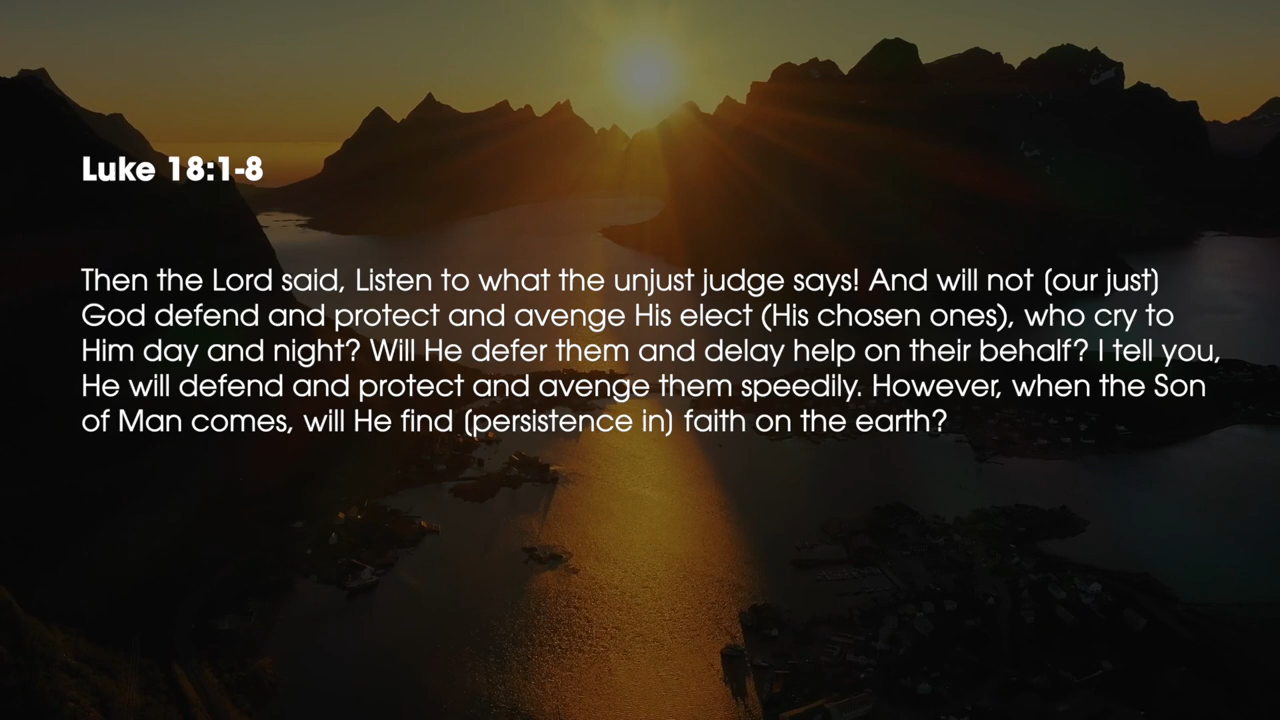 Luke 18:1-8
Then the Lord said, Listen to what the unjust judge says! And will not (our just)
God defend and protect and avenge His elect (His chosen ones), who cry to
Him day and night? Will He defer them and delay help on their behalf? I tell you,
He will defend and protect and avenge them speedily. However, when the Son
of Man comes, will He find (persistence in) faith on the earth?